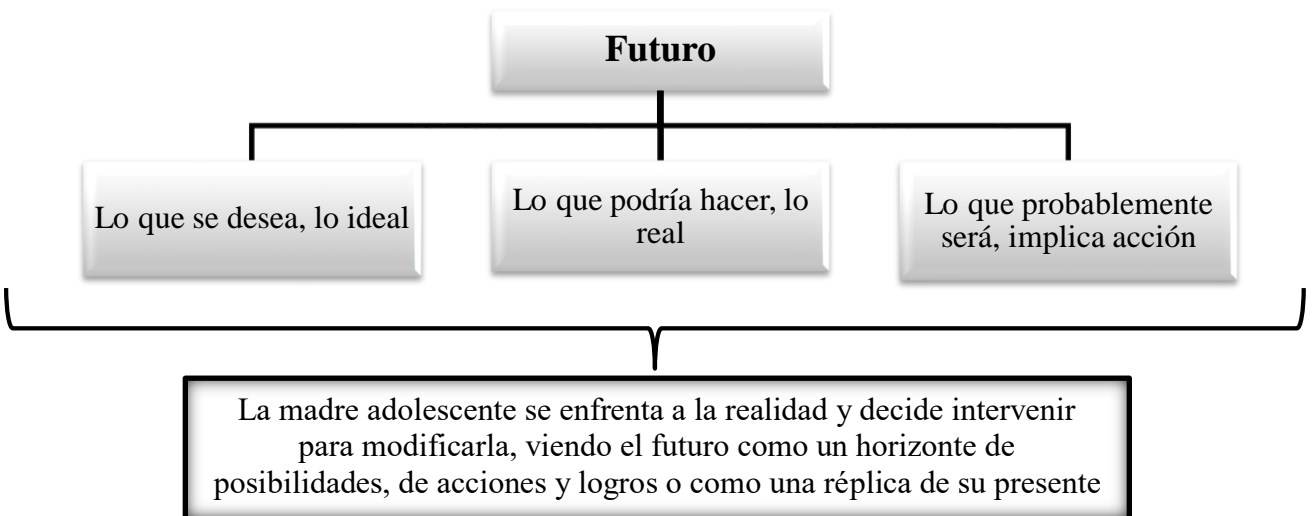 Futuro
Lo que se desea, lo ideal
Lo que podría hacer, lo
real
Lo que probablemente
será, implica acción
La madre adolescente se enfrenta a la realidad y decide intervenir
para modificarla, viendo el futuro como un horizonte de
posibilidades, de acciones y logros o como una réplica de su presente